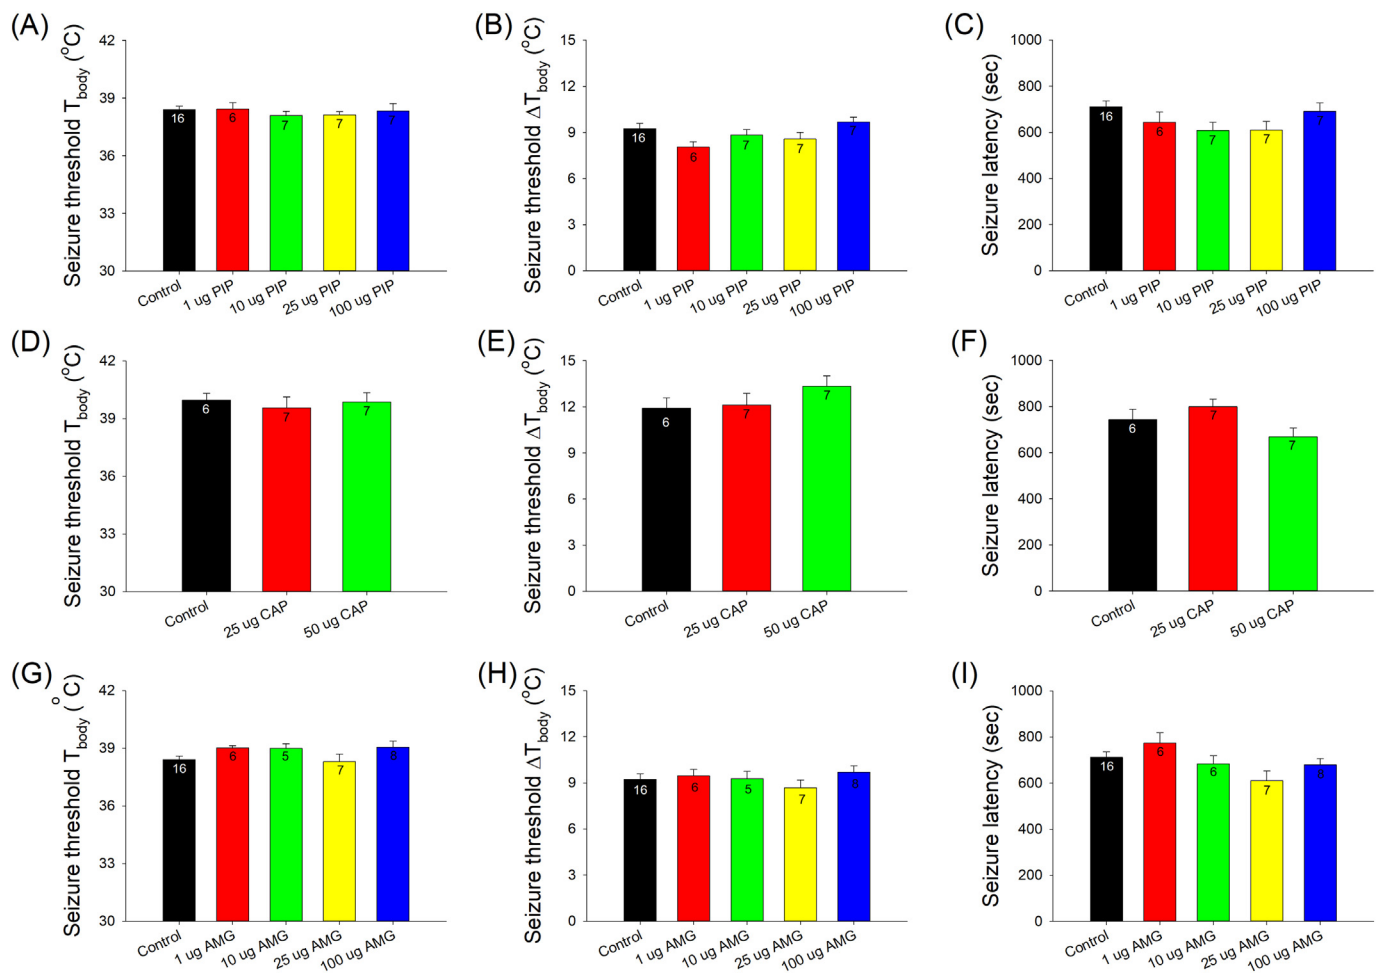 (A)
Seizure threshold T_body (°C)
42
39
36
33
30
16
6
7
7
7
Control
1 ug PIP
10 ug PIP
25 ug PIP
100 ug PIP
(B)
Seizure threshold ΔT_body (°C)
15
12
9
6
3
0
16
6
7
7
7
Control
1 ug PIP
10 ug PIP
25 ug PIP
100 ug PIP
(C)
Seizure latency (sec)
1000
800
600
400
200
0
16
6
7
7
7
Control
1 ug PIP
10 ug PIP
25 ug PIP
100 ug PIP
(D)
Seizure threshold T_body (°C)
42
39
36
33
30
6
7
7
Control
25 ug CAP
50 ug CAP
(E)
Seizure threshold ΔT_body (°C)
15
12
9
6
3
0
6
7
7
Control
25 ug CAP
50 ug CAP
(F)
Seizure latency (sec)
1000
800
600
400
200
0
6
7
7
Control
25 ug CAP
50 ug CAP
(G)
Seizure threshold T_body (°C)
42
39
36
33
30
16
6
5
7
8
Control
1 ug AMG
10 ug AMG
25 ug AMG
100 ug AMG
(H)
Seizure threshold ΔT_body (°C)
15
12
9
6
3
0
16
6
5
7
8
Control
1 ug AMG
10 ug AMG
25 ug AMG
100 ug AMG
(I)
Seizure latency (sec)
1000
800
600
400
200
0
16
6
6
7
8
Control
1 ug AMG
10 ug AMG
25 ug AMG
100 ug AMG